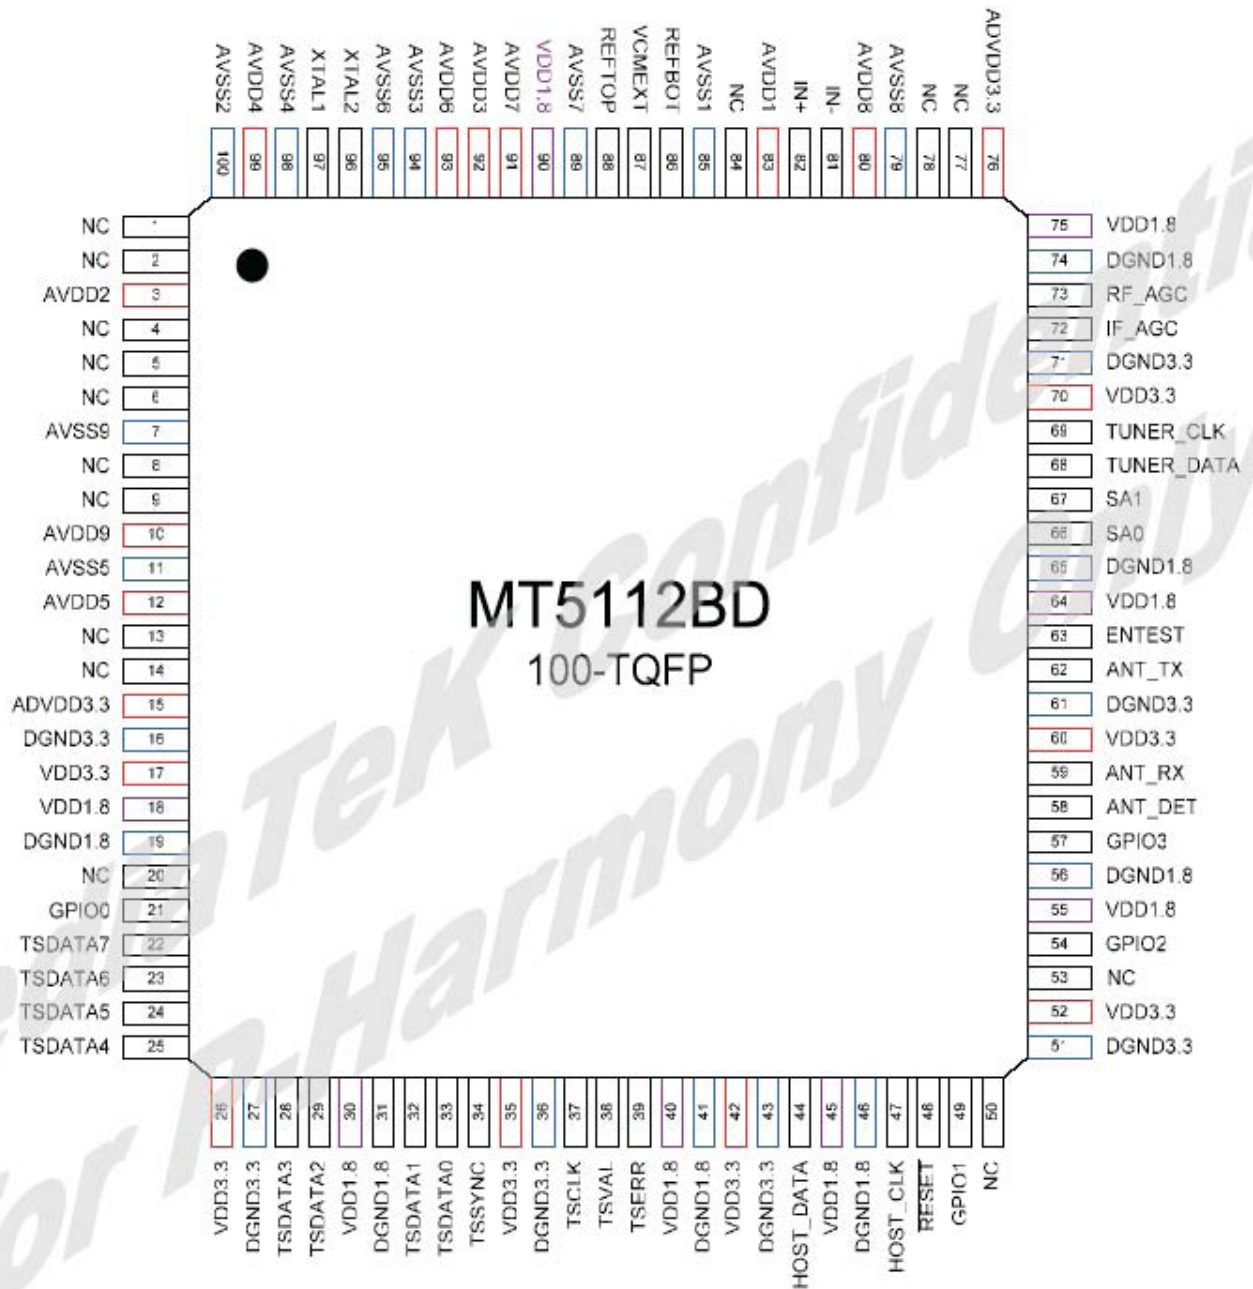 AVSS2
AVDD4
AVSS4
XTAL1
XTAL2
AVSS6
AVSS3
AVDD6
AVDD3
AVDD7
VDD1.8
AVSS7
REFTOP
VCMEXT
REFBOT
AVSS1
NC
AVDD1
IN+
IN-
AVDD8
AVSS8
NC
NC
ADVDD3.3
100
99
98
97
96
95
94
93
92
91
90
89
88
87
86
85
84
83
82
81
80
79
78
77
76
NC 1
NC 2
AVDD2 3
NC 4
NC 5
NC 6
AVSS9 7
NC 8
NC 9
AVDD9 10
AVSS5 11
AVDD5 12
NC 13
NC 14
ADVDD3.3 15
DGND3.3 16
VDD3.3 17
VDD1.8 18
DGND1.8 19
NC 20
GPIO0 21
TSDATA7 22
TSDATA6 23
TSDATA5 24
TSDATA4 25
MT5112BD
100-TQFP
75 VDD1.8
74 DGND1.8
73 RF_AGC
72 IF_AGC
71 DGND3.3
70 VDD3.3
69 TUNER_CLK
68 TUNER_DATA
67 SA1
66 SA0
65 DGND1.8
64 VDD1.8
63 ENTEST
62 ANT_TX
61 DGND3.3
60 VDD3.3
59 ANT_RX
58 ANT_DET
57 GPIO3
56 DGND1.8
55 VDD1.8
54 GPIO2
53 NC
52 VDD3.3
51 DGND3.3
26
27
28
29
30
31
32
33
34
35
36
37
38
39
40
41
42
43
44
45
46
47
48
49
50
VDD3.3
DGND3.3
TSDATA3
TSDATA2
VDD1.8
DGND1.8
TSDATA1
TSDATA0
TSSYNC
VDD3.3
DGND3.3
TSCLK
TSVAL
TSERR
VDD1.8
DGND1.8
VDD3.3
DGND3.3
HOST_DATA
VDD1.8
DGND1.8
HOST_CLK
RESET
GPIO1
NC
ediaTeK Confidentia
for P-Harmony Only